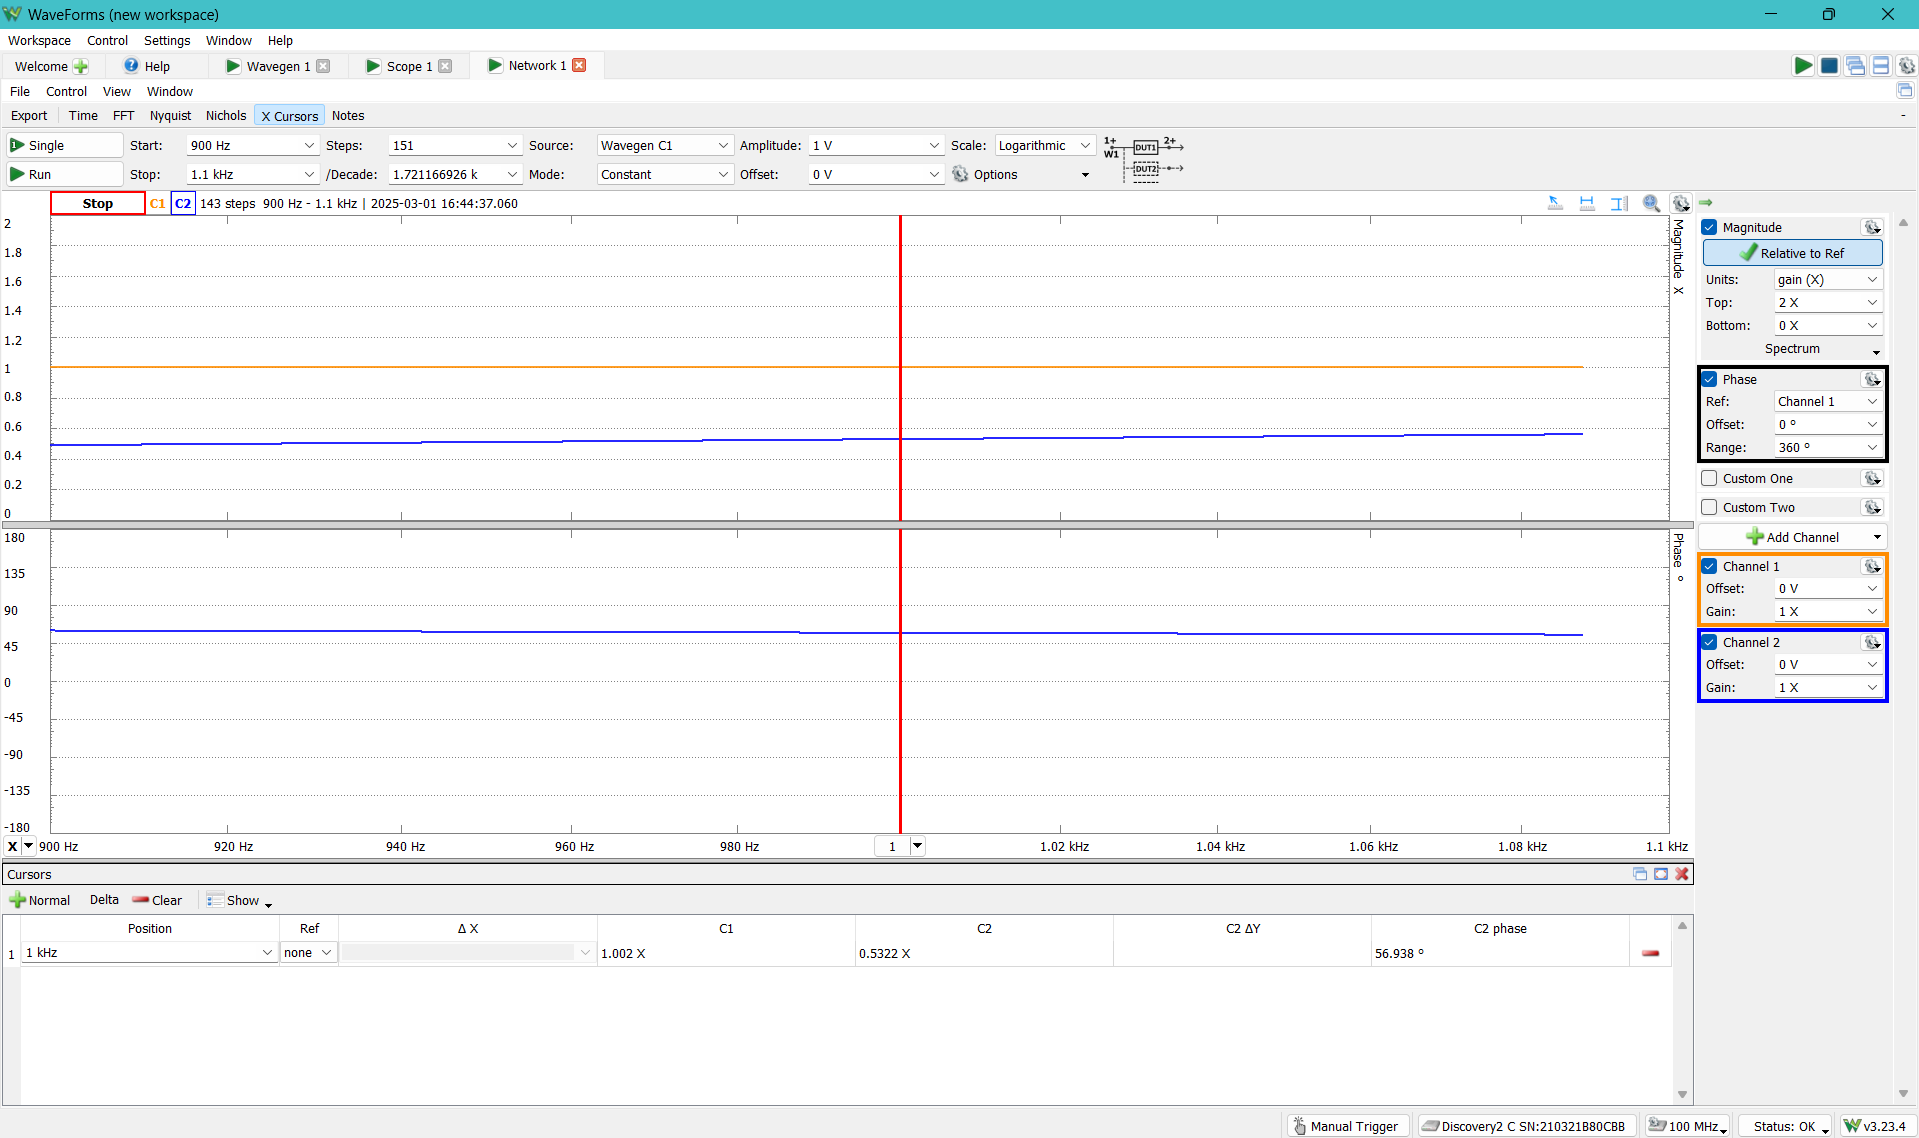 WaveForms (new workspace)
Workspace Control Settings Window Help
Welcome Help Wavegen 1 Scope 1 Network 1
File Control View Window
Export Time FFT Nyquist Nichols X Cursors Notes
Single Start: 900 Hz Steps: 151 Source: Wavegen C1 Amplitude: 1 V Scale: Logarithmic 1+ W1 DUT1 2+
Run Stop: 1.1 kHz /Decade: 1.721166926 k Mode: Constant Offset: 0 V Options DUT2
Stop C1 C2 143 steps 900 Hz - 1.1 kHz | 2025-03-01 16:44:37.060
2
1.8
1.6
1.4
1.2
1
0.8
0.6
0.4
0.2
0
Magnitude X
180
135
90
45
0
-45
-90
-135
-180
Phase º
X 900 Hz 920 Hz 940 Hz 960 Hz 980 Hz 1 1.02 kHz 1.04 kHz 1.06 kHz 1.08 kHz 1.1 kHz
Magnitude
Relative to Ref
Units: gain (X)
Top: 2 X
Bottom: 0 X
Spectrum
Phase
Ref: Channel 1
Offset: 0 º
Range: 360 º
Custom One
Custom Two
Add Channel
Channel 1
Offset: 0 V
Gain: 1 X
Channel 2
Offset: 0 V
Gain: 1 X
Cursors
Normal Delta Clear Show
Position Ref Δ X C1 C2 C2 ΔY C2 phase
1 1 kHz none 1.002 X 0.5322 X 56.938 º
Manual Trigger Discovery2 C SN:210321B80CBB 100 MHz Status: OK v3.23.4